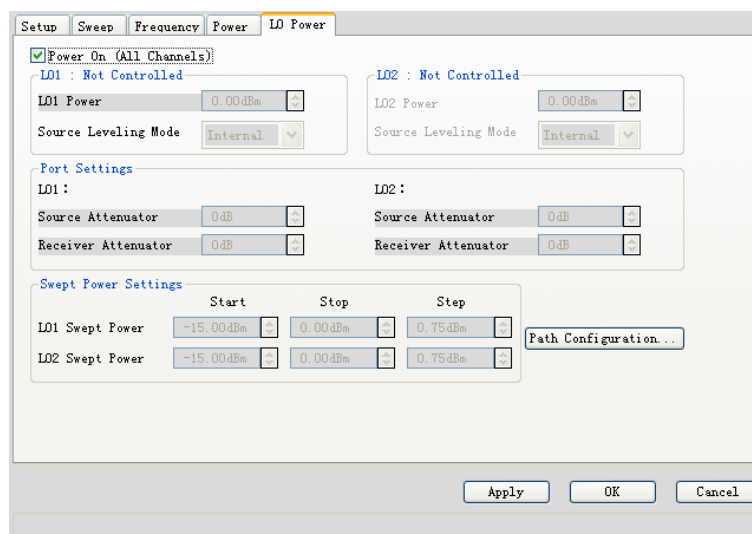 Setup Sweep Frequency Power LO Power
Power On (All Channels)
LO1 : Not Controlled LO2 : Not Controlled
LO1 Power 0.00dBm LO2 Power 0.00dBm
Source Leveling Mode Internal Source Leveling Mode Internal
Port Settings
LO1: LO2:
Source Attenuator 0dB Source Attenuator 0dB
Receiver Attenuator 0dB Receiver Attenuator 0dB
Swept Power Settings
Start Stop Step
LO1 Swept Power -15.00dBm 0.00dBm 0.75dBm
Path Configuration...
LO2 Swept Power -15.00dBm 0.00dBm 0.75dBm
Apply OK Cancel